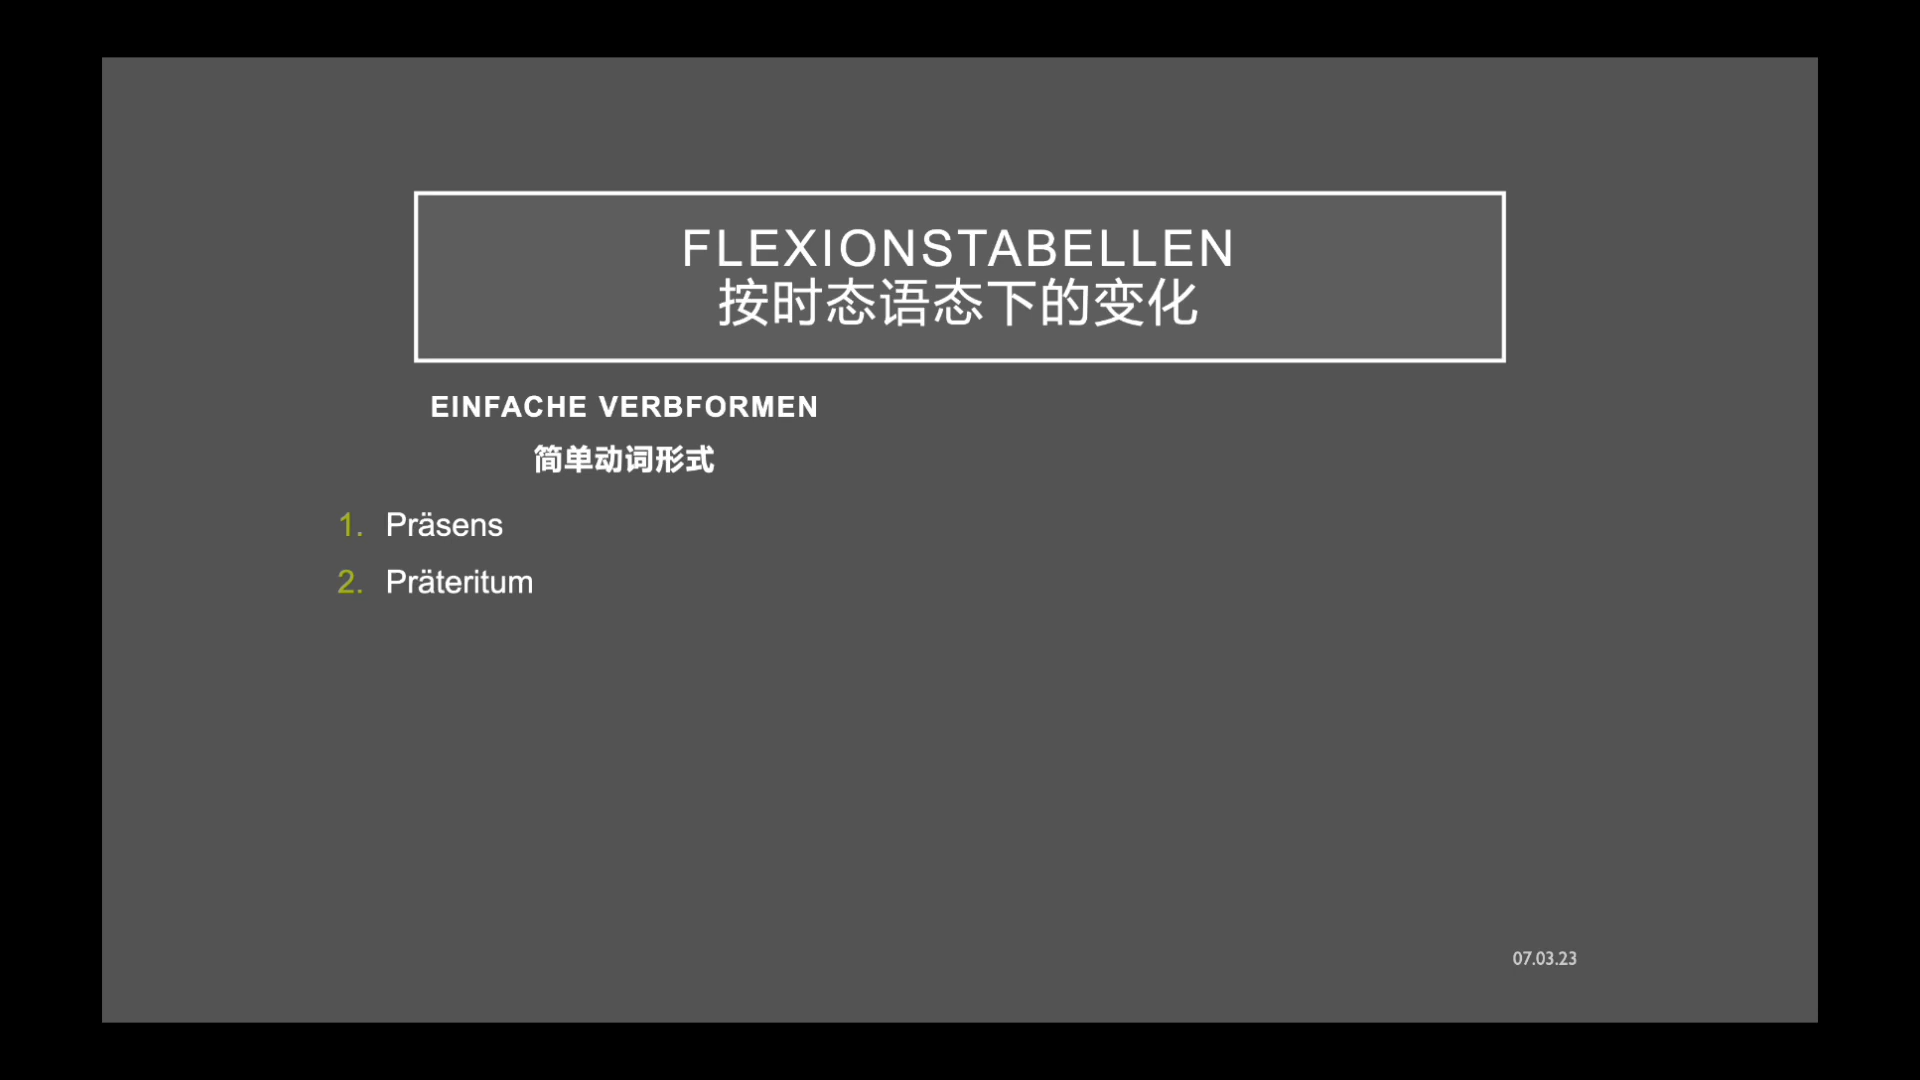 FLEXIONSTABELLEN
按时态语态下的变化
EINFACHE VERBFORMEN
简单动词形式
1. Präsens
2. Präteritum
07.03.23